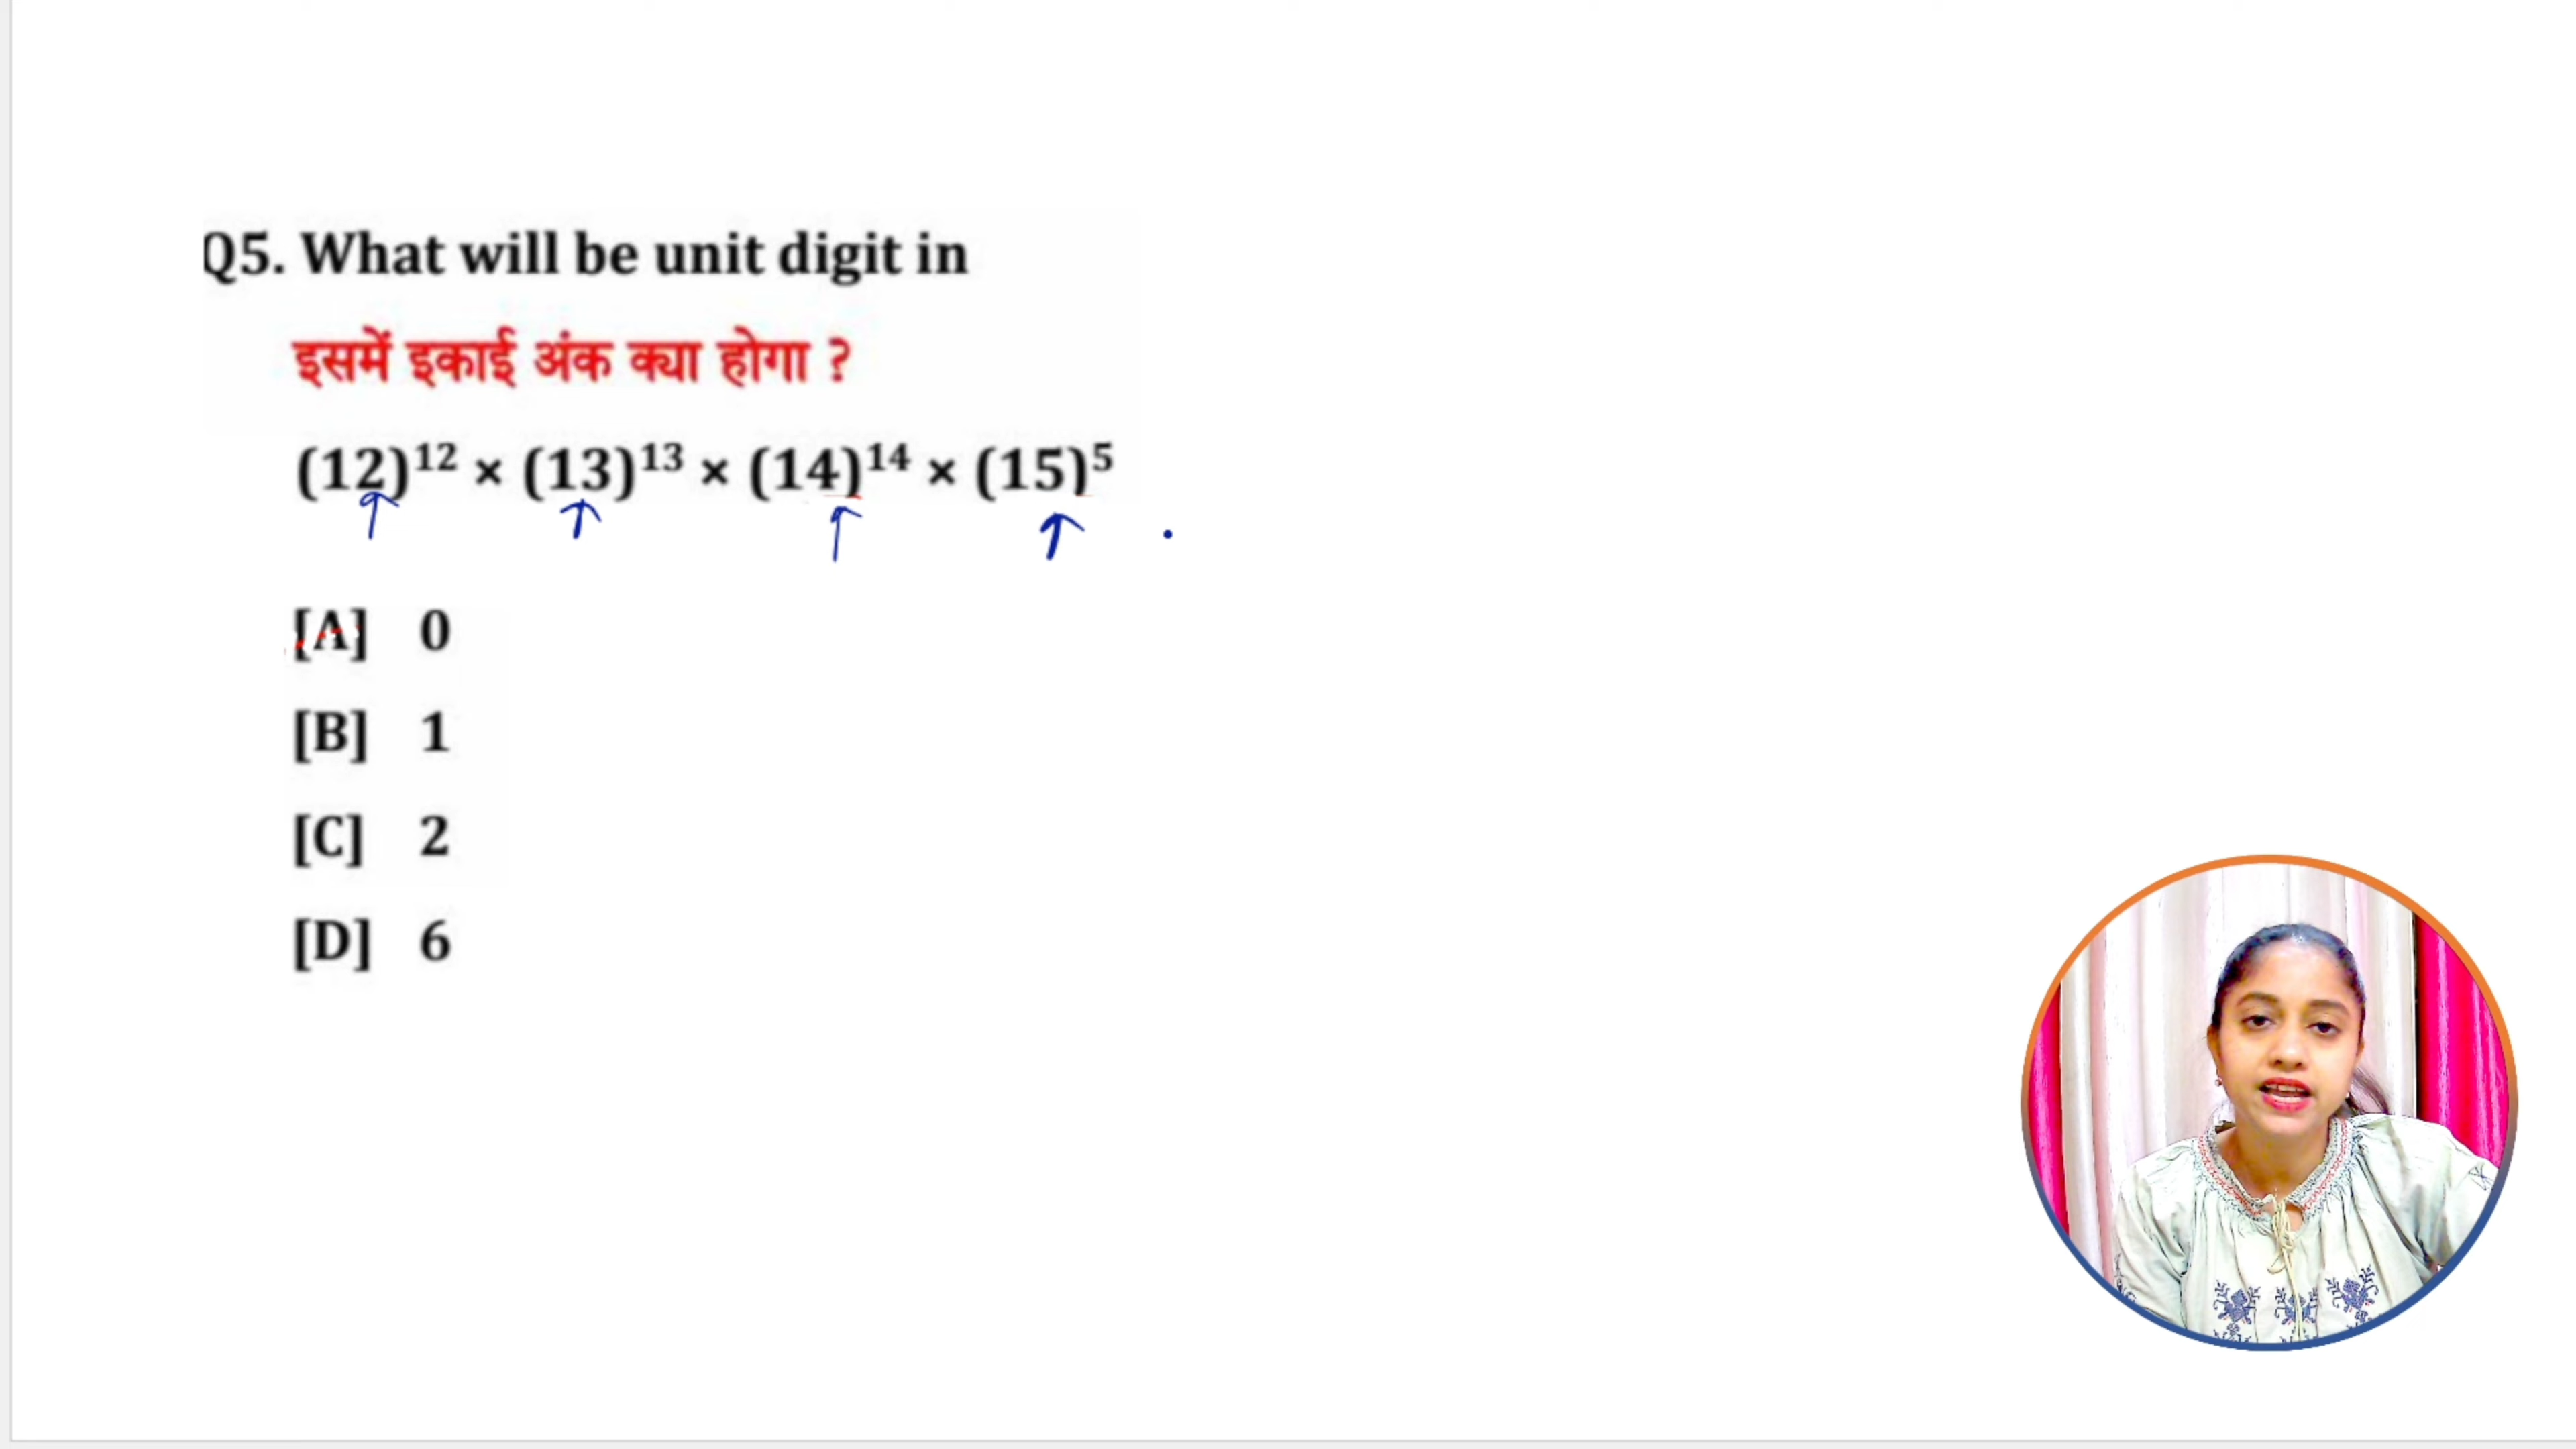 Q5. What will be unit digit in
इसमें इकाई अंक क्या होगा ?
(12)¹² × (13)¹³ × (14)¹⁴ × (15)⁵
[A] 0
[B] 1
[C] 2
[D] 6